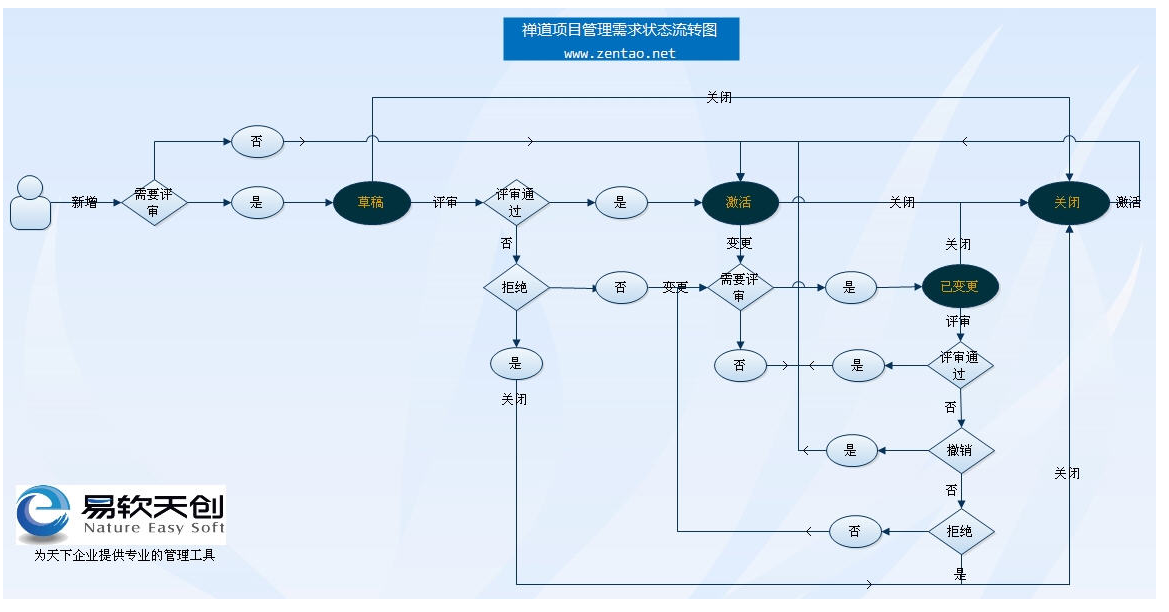 禅道项目管理需求状态流转图
www.zentao.net
关闭
否
新增
需要评
审
是
草稿
评审
评审通
过
是
激活
关闭
关闭
激活
否
变更
关闭
拒绝
否
变更
需要评
审
是
已变更
评审
是
否
是
评审通
过
关闭
否
是
撤销
关闭
否
否
拒绝
是
易软天创
Nature Easy Soft
为天下企业提供专业的管理工具